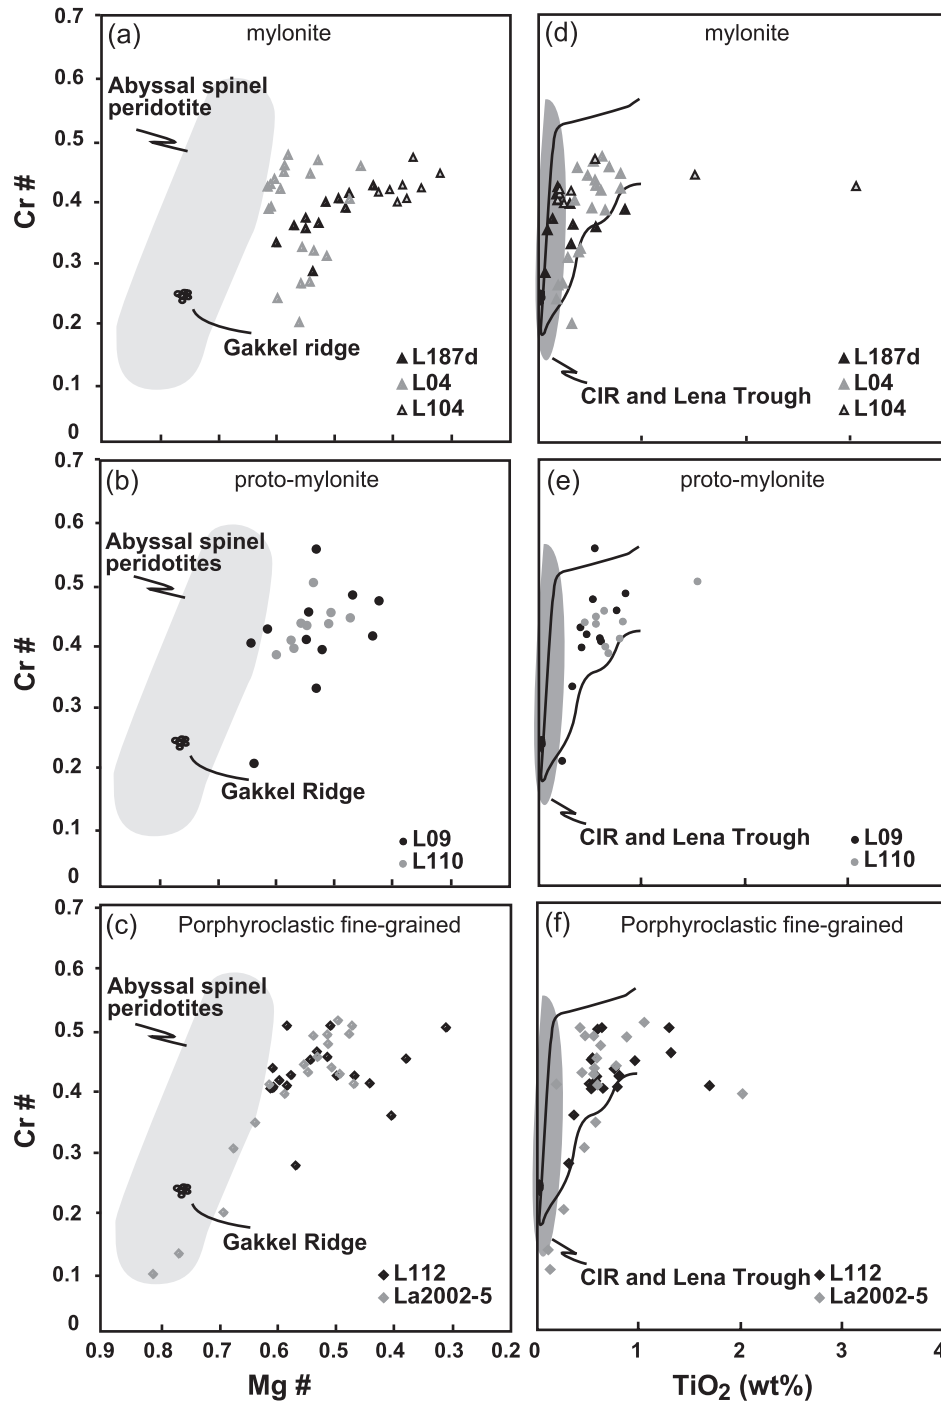 (a) mylonite
0.7
0.6
0.5
0.4
0.3
0.2
0.1
0
Cr #
Abyssal spinel
peridotite
Gakkel ridge
L187d
L04
L104
(d) mylonite
CIR and Lena Trough
L187d
L04
L104
1
2
3
(b) proto-mylonite
0.7
0.6
0.5
0.4
0.3
0.2
0.1
0
Cr #
Abyssal spinel
peridotites
Gakkel Ridge
L09
L110
(e) proto-mylonite
CIR and Lena Trough
L09
L110
1
2
3
(c) Porphyroclastic fine-grained
0.7
0.6
0.5
0.4
0.3
0.2
0.1
0
Cr #
Abyssal spinel
peridotites
Gakkel Ridge
L112
La2002-5
0.9 0.8 0.7 0.6 0.5 0.4 0.3 0.2
Mg #
(f) Porphyroclastic fine-grained
CIR and Lena Trough
L112
La2002-5
0 1 2 3 4
TiO2 (wt%)